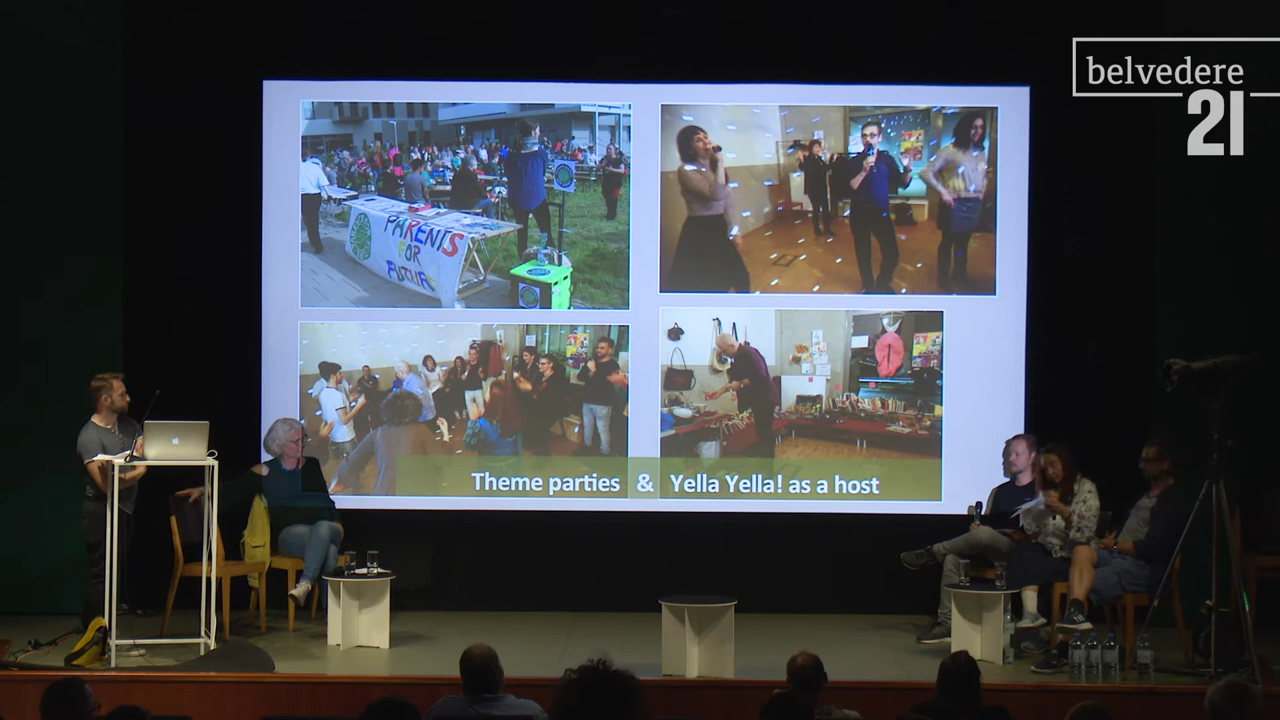 belvedere
21
PARENTS
FOR
FUTURE
Theme parties & Yella Yella! as a host